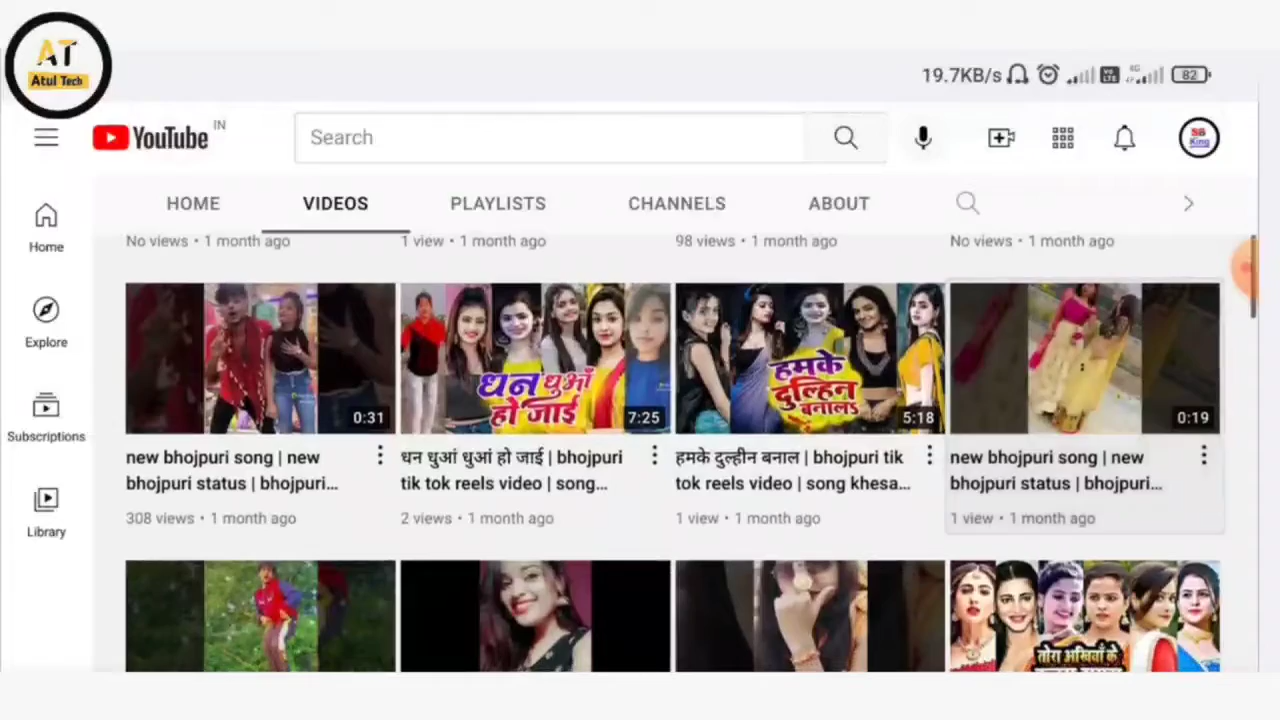 AT
Atul Tech
19.7KB/s
82
YouTube IN
Search
S8
King
HOME VIDEOS PLAYLISTS CHANNELS ABOUT
No views • 1 month ago
1 view • 1 month ago
98 views • 1 month ago
No views • 1 month ago
Home
Explore
Subscriptions
Library
0:31
धन धुआँ
हो जाई
7:25
हमके
दुल्हिन
बनालऽ
5:18
0:19
new bhojpuri song | new
bhojpuri status | bhojpuri...
308 views • 1 month ago
धन धुआं धुआं हो जाई | bhojpuri
tik tok reels video | song...
2 views • 1 month ago
हमके दुल्हीन बनाल | bhojpuri tik
tok reels video | song khesa...
1 view • 1 month ago
new bhojpuri song | new
bhojpuri status | bhojpuri...
1 view • 1 month ago
तोरा अखियाँ के